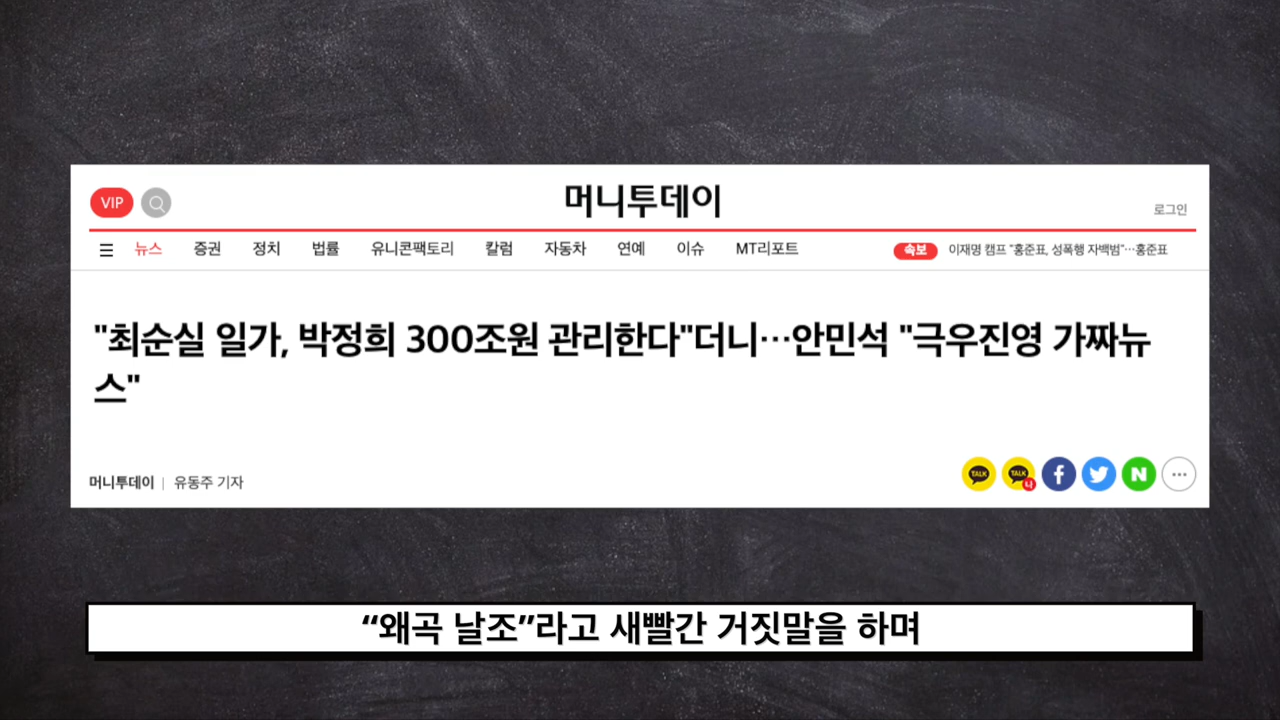 VIP
머니투데이
로그인
☰ 뉴스 증권 정치 법률 유니콘팩토리 칼럼 자동차 연예 이슈 MT리포트 속보 이재명 캠프 "홍준표, 성폭행 자백범"…홍준표
"최순실 일가, 박정희 300조원 관리한다"더니…안민석 "극우진영 가짜뉴
스"
머니투데이 | 유동주 기자
TALK TALK 나 f N ···
“왜곡 날조”라고 새빨간 거짓말을 하며